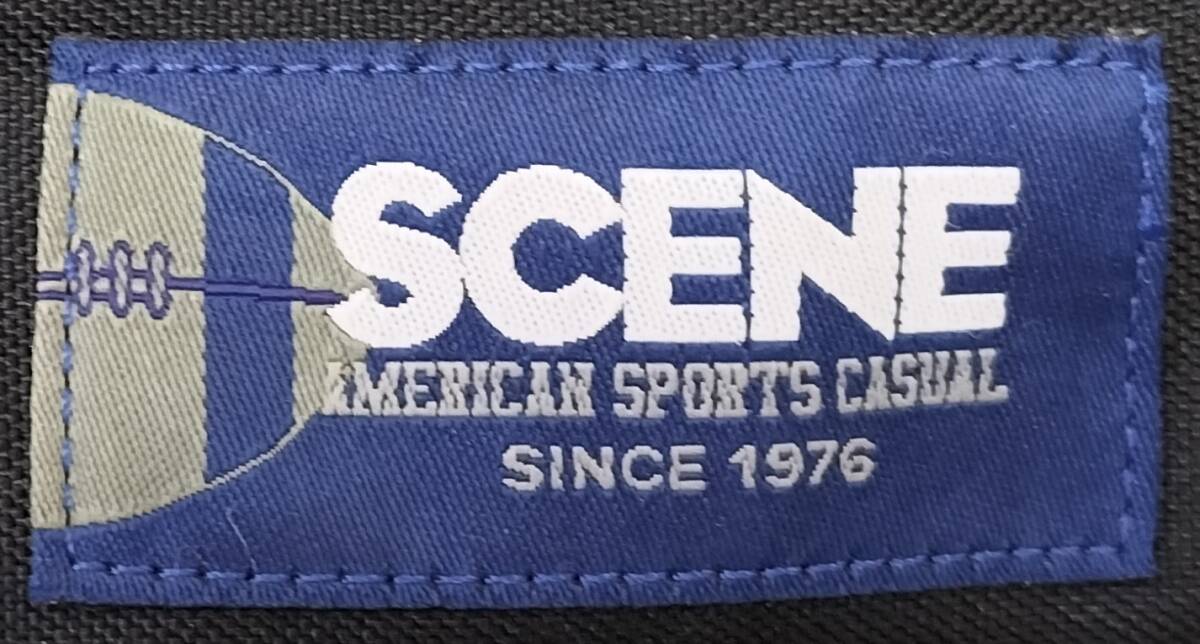 SCENE
AMERICAN SPORTS CASUAL
SINCE 1976